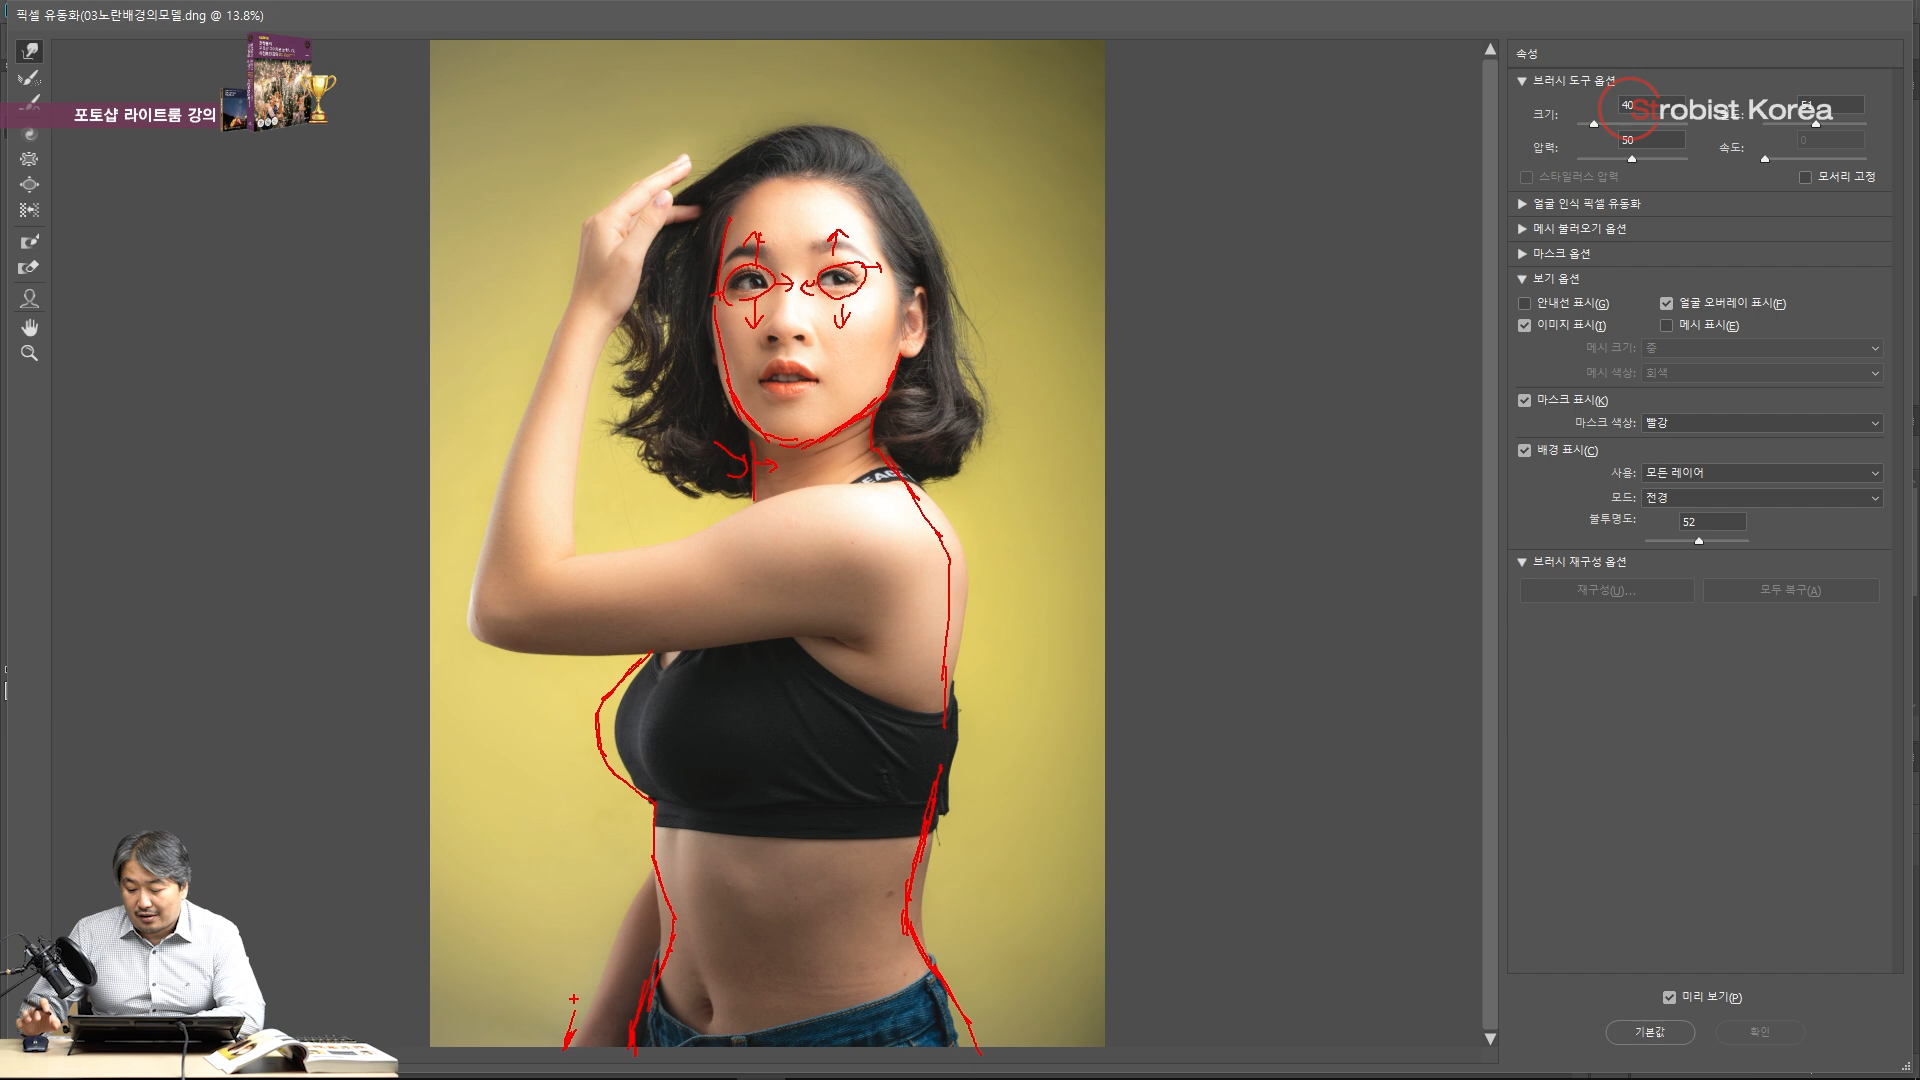 픽셀 유동화(03노란배경의모델.dng @ 13.8%)
포토샵 라이트룸 강의
Strobist Korea
속성
브러시 도구 옵션
크기: 40
51
압력: 50
속도: 0
스타일러스 압력
모서리 고정
얼굴 인식 픽셀 유동화
메시 불러오기 옵션
마스크 옵션
보기 옵션
안내선 표시(G)
얼굴 오버레이 표시(F)
이미지 표시(I)
메시 표시(E)
메시 크기: 중
메시 색상: 회색
마스크 표시(K)
마스크 색상: 빨강
배경 표시(C)
사용: 모든 레이어
모드: 전경
불투명도: 52
브러시 재구성 옵션
재구성(U)...
모두 복구(A)
미리 보기(P)
기본값
확인